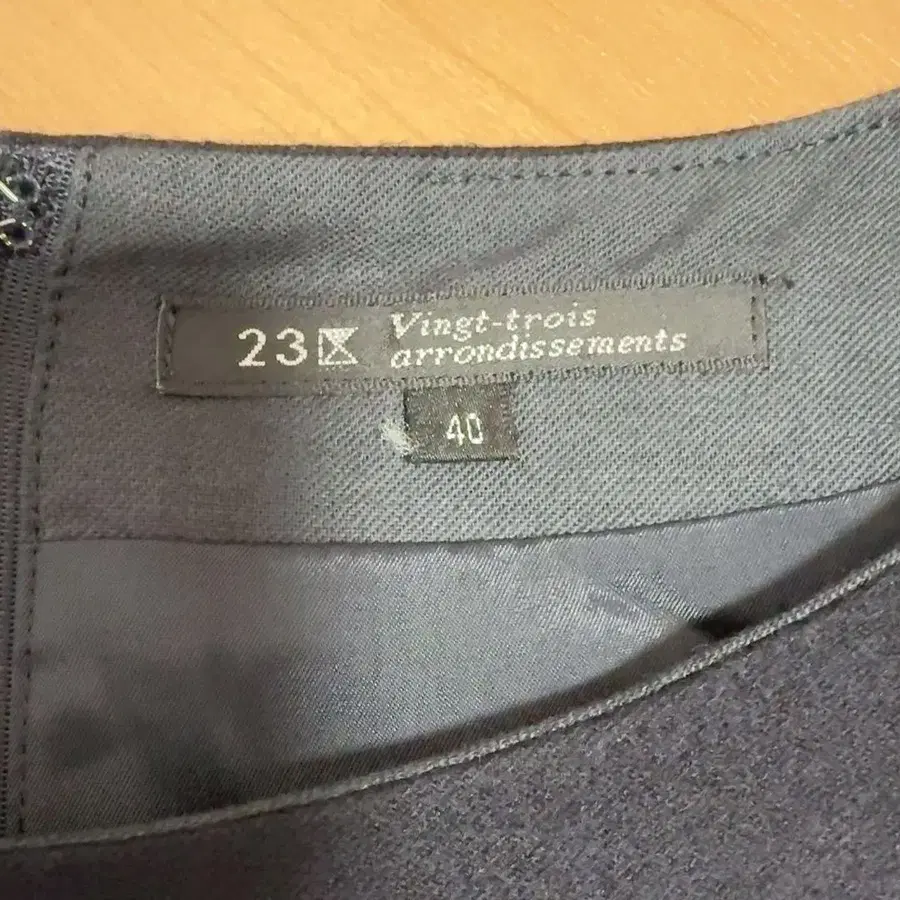 23区 Vingt-trois
arrondissements
40